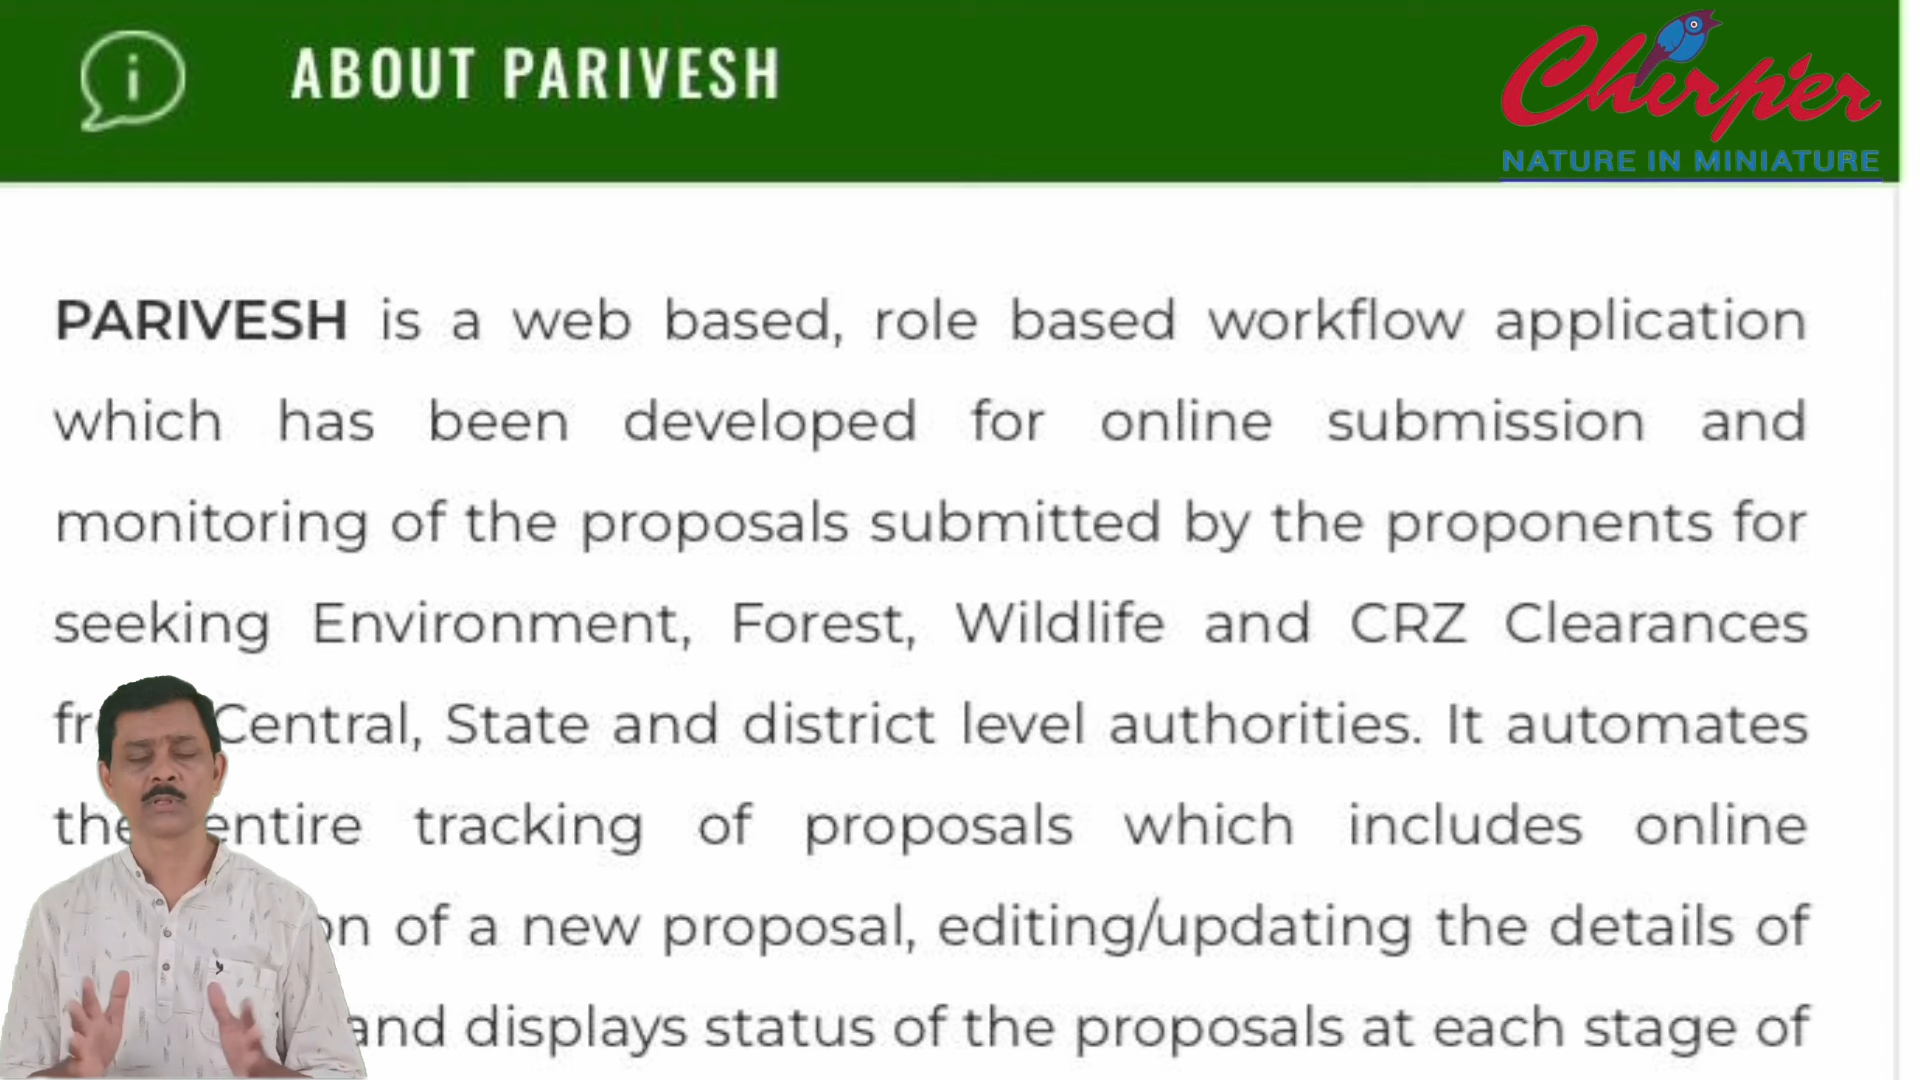 ABOUT PARIVESH
Chirper
NATURE IN MINIATURE
PARIVESH is a web based, role based workflow application
which has been developed for online submission and
monitoring of the proposals submitted by the proponents for
seeking Environment, Forest, Wildlife and CRZ Clearances
Central, State and district level authorities. It automates
entire tracking of proposals which includes online
of a new proposal, editing/updating the details of
and displays status of the proposals at each stage of